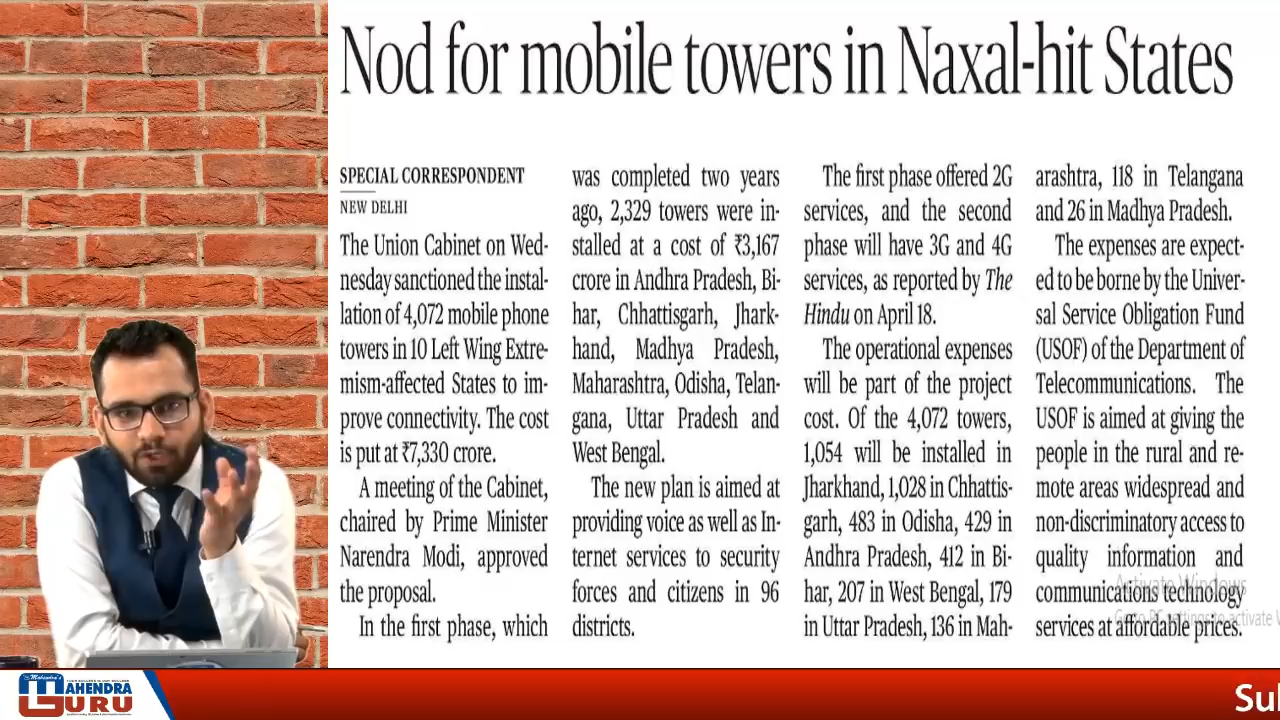 Nod for mobile towers in Naxal-hit States
SPECIAL CORRESPONDENT
NEW DELHI
The Union Cabinet on Wed-
nesday sanctioned the instal-
lation of 4,072 mobile phone
towers in 10 Left Wing Extre-
mism-affected States to im-
prove connectivity. The cost
is put at ₹7,330 crore.
A meeting of the Cabinet,
chaired by Prime Minister
Narendra Modi, approved
the proposal.
In the first phase, which
was completed two years
ago, 2,329 towers were in-
stalled at a cost of ₹3,167
crore in Andhra Pradesh, Bi-
har, Chhattisgarh, Jhark-
hand, Madhya Pradesh,
Maharashtra, Odisha, Telan-
gana, Uttar Pradesh and
West Bengal.
The new plan is aimed at
providing voice as well as In-
ternet services to security
forces and citizens in 96
districts.
The first phase offered 2G
services, and the second
phase will have 3G and 4G
services, as reported by The
Hindu on April 18.
The operational expenses
will be part of the project
cost. Of the 4,072 towers,
1,054 will be installed in
Jharkhand, 1,028 in Chhattis-
garh, 483 in Odisha, 429 in
Andhra Pradesh, 412 in Bi-
har, 207 in West Bengal, 179
in Uttar Pradesh, 136 in Mah-
arashtra, 118 in Telangana
and 26 in Madhya Pradesh.
The expenses are expect-
ed to be borne by the Univer-
sal Service Obligation Fund
(USOF) of the Department of
Telecommunications. The
USOF is aimed at giving the
people in the rural and re-
mote areas widespread and
non-discriminatory access to
quality information and
communications technology
services at affordable prices.
Activate Windows
Go to PC settings to activate
Mahendra's
MAHENDRA
GURU
Su